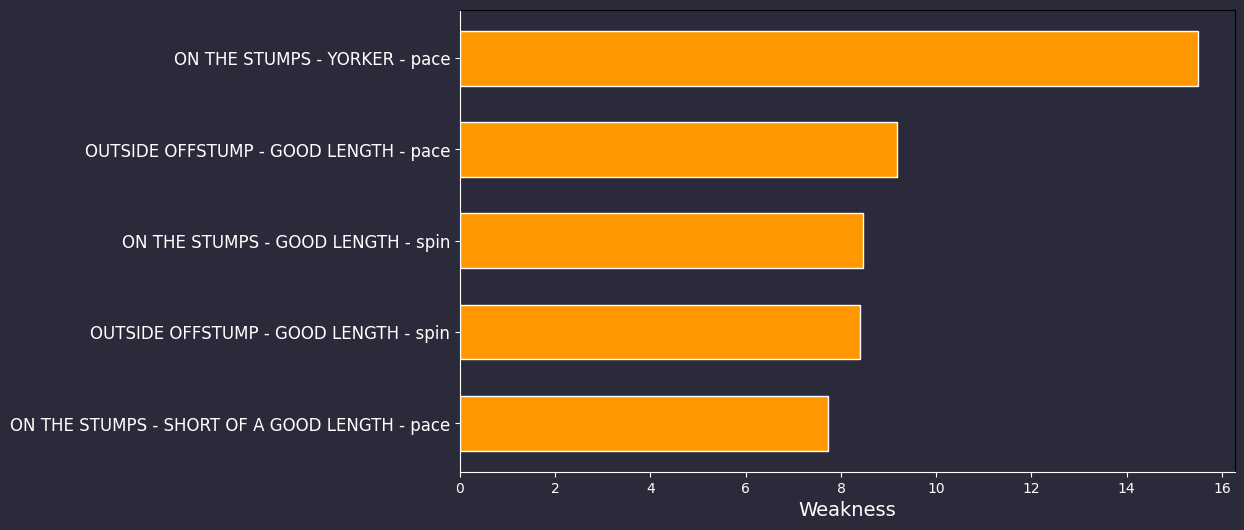 ON THE STUMPS - YORKER - pace
OUTSIDE OFFSTUMP - GOOD LENGTH - pace
ON THE STUMPS - GOOD LENGTH - spin
OUTSIDE OFFSTUMP - GOOD LENGTH - spin
ON THE STUMPS - SHORT OF A GOOD LENGTH - pace
0 2 4 6 8 10 12 14 16
Weakness